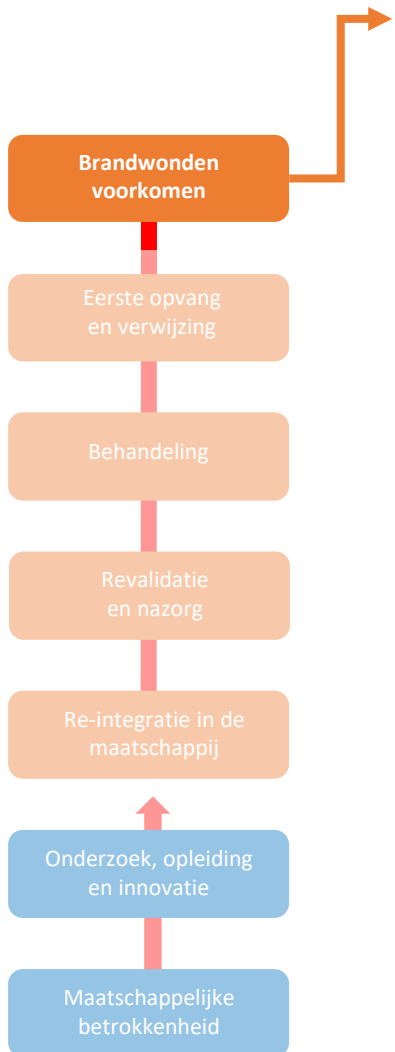 Brandwonden
voorkomen
Eerste opvang
en verwijzing
Behandeling
Revalidatie
en nazorg
Re-integratie in de
maatschappij
Onderzoek, opleiding
en innovatie
Maatschappelijke
betrokkenheid